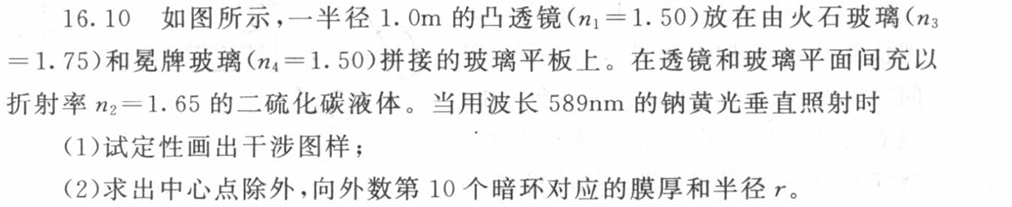 16.10 如图所示,一半径 1.0m 的凸透镜(n₁=1.50)放在由火石玻璃(n₃
=1.75)和冕牌玻璃(n₄=1.50)拼接的玻璃平板上。在透镜和玻璃平面间充以
折射率 n₂=1.65 的二硫化碳液体。当用波长 589nm 的钠黄光垂直照射时
(1)试定性画出干涉图样;
(2)求出中心点除外,向外数第 10 个暗环对应的膜厚和半径 r。